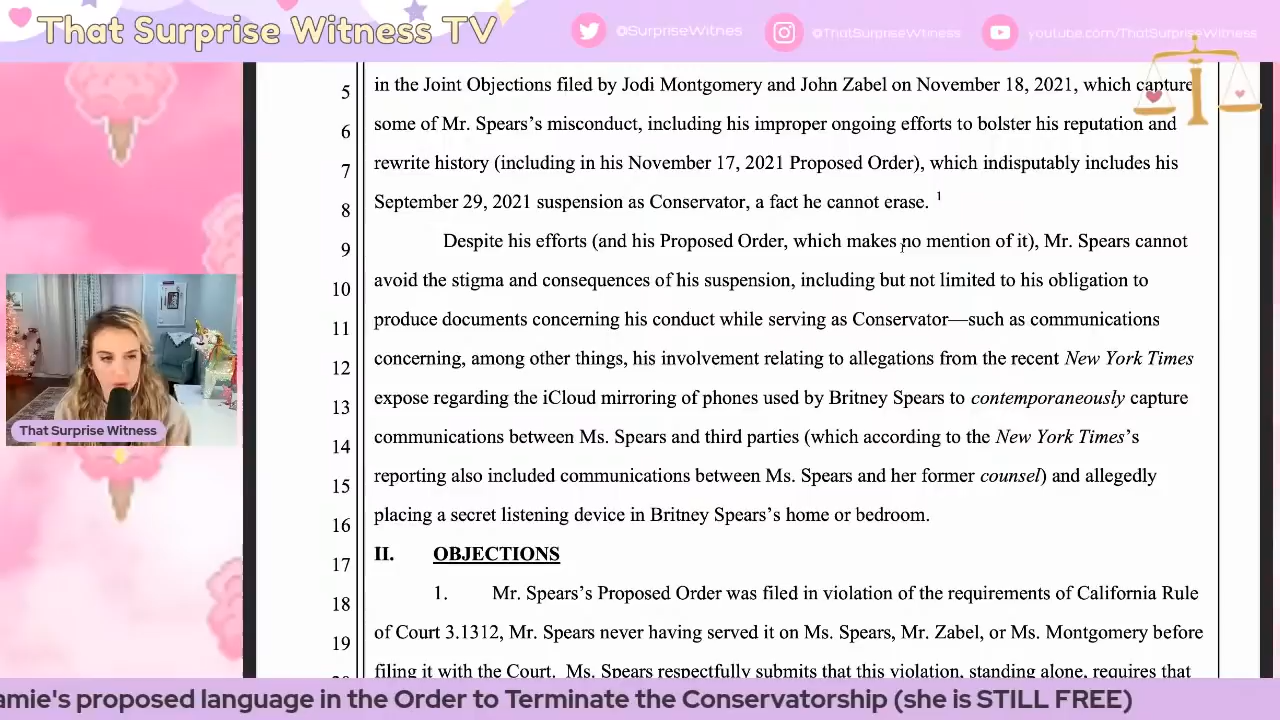 That Surprise Witness TV
@SurpriseWitnes
@ThatSurpriseWitness
youtube.com/ThatSurpriseWitness
5 in the Joint Objections filed by Jodi Montgomery and John Zabel on November 18, 2021, which capture
6 some of Mr. Spears’s misconduct, including his improper ongoing efforts to bolster his reputation and
7 rewrite history (including in his November 17, 2021 Proposed Order), which indisputably includes his
8 September 29, 2021 suspension as Conservator, a fact he cannot erase. 1
9 Despite his efforts (and his Proposed Order, which makes no mention of it), Mr. Spears cannot
10 avoid the stigma and consequences of his suspension, including but not limited to his obligation to
11 produce documents concerning his conduct while serving as Conservator—such as communications
12 concerning, among other things, his involvement relating to allegations from the recent New York Times
13 expose regarding the iCloud mirroring of phones used by Britney Spears to contemporaneously capture
14 communications between Ms. Spears and third parties (which according to the New York Times’s
15 reporting also included communications between Ms. Spears and her former counsel) and allegedly
16 placing a secret listening device in Britney Spears’s home or bedroom.
17 II. OBJECTIONS
18 1. Mr. Spears’s Proposed Order was filed in violation of the requirements of California Rule
19 of Court 3.1312, Mr. Spears never having served it on Ms. Spears, Mr. Zabel, or Ms. Montgomery before
filing it with the Court. Ms. Spears respectfully submits that this violation, standing alone, requires that
That Surprise Witness
amie's proposed language in the Order to Terminate the Conservatorship (she is STILL FREE)